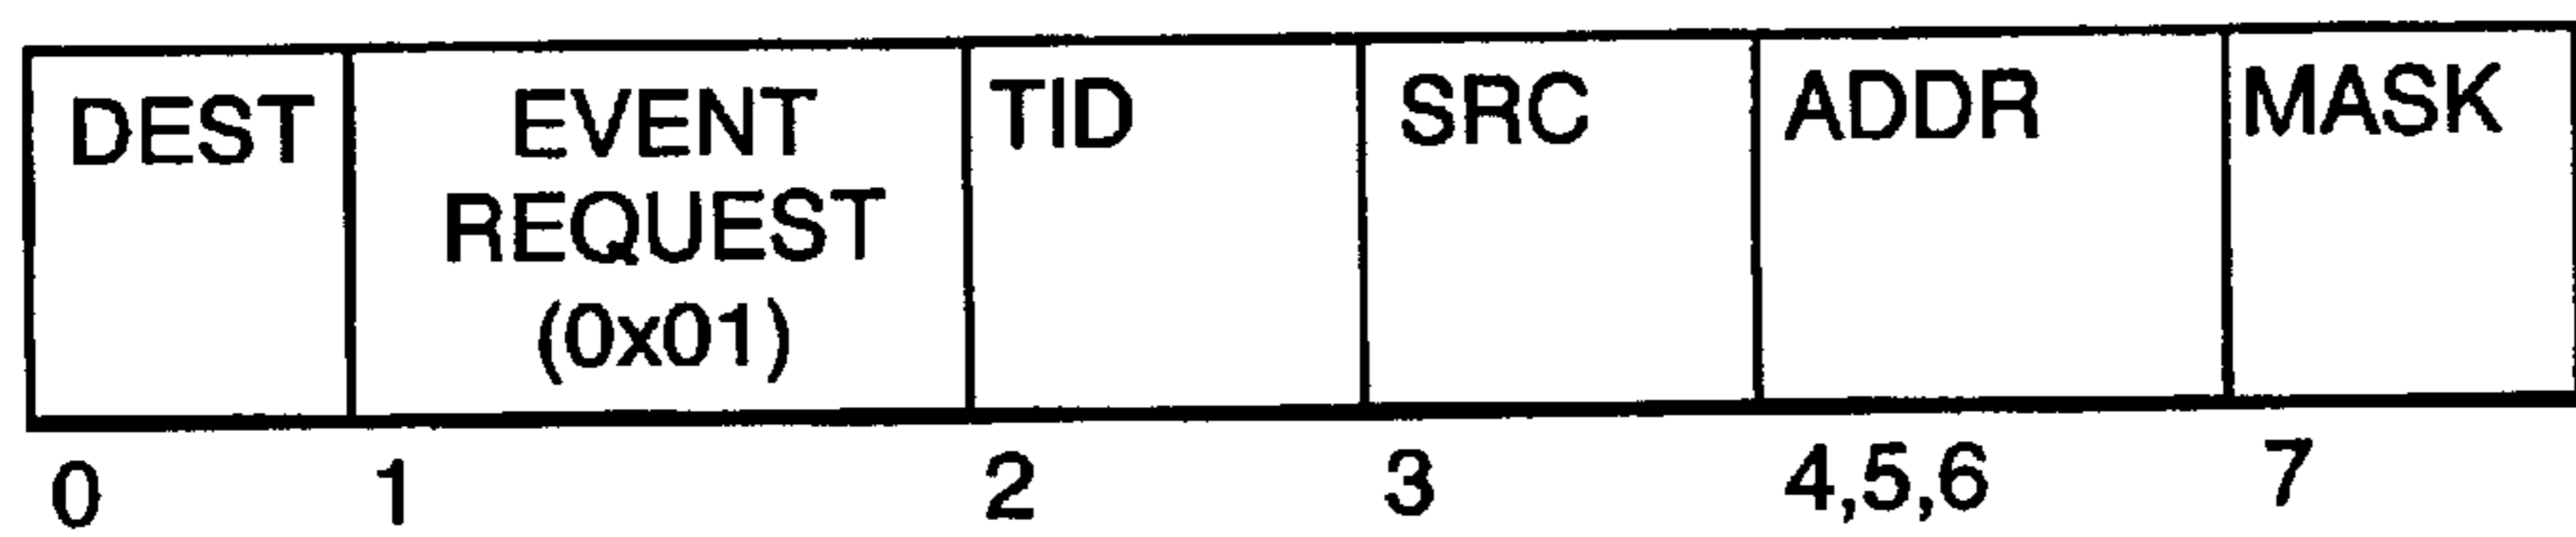 DEST
EVENT
REQUEST
(0x01)
TID
SRC
ADDR
MASK
0
1
2
3
4,5,6
7